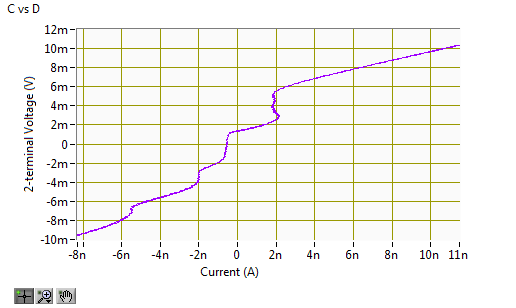 C vs D
12m
10m
8m
6m
4m
2m
0
-2m
-4m
-6m
-8m
-10m
2-terminal Voltage (V)
-8n -6n -4n -2n 0 2n 4n 6n 8n 10n 11n
Current (A)